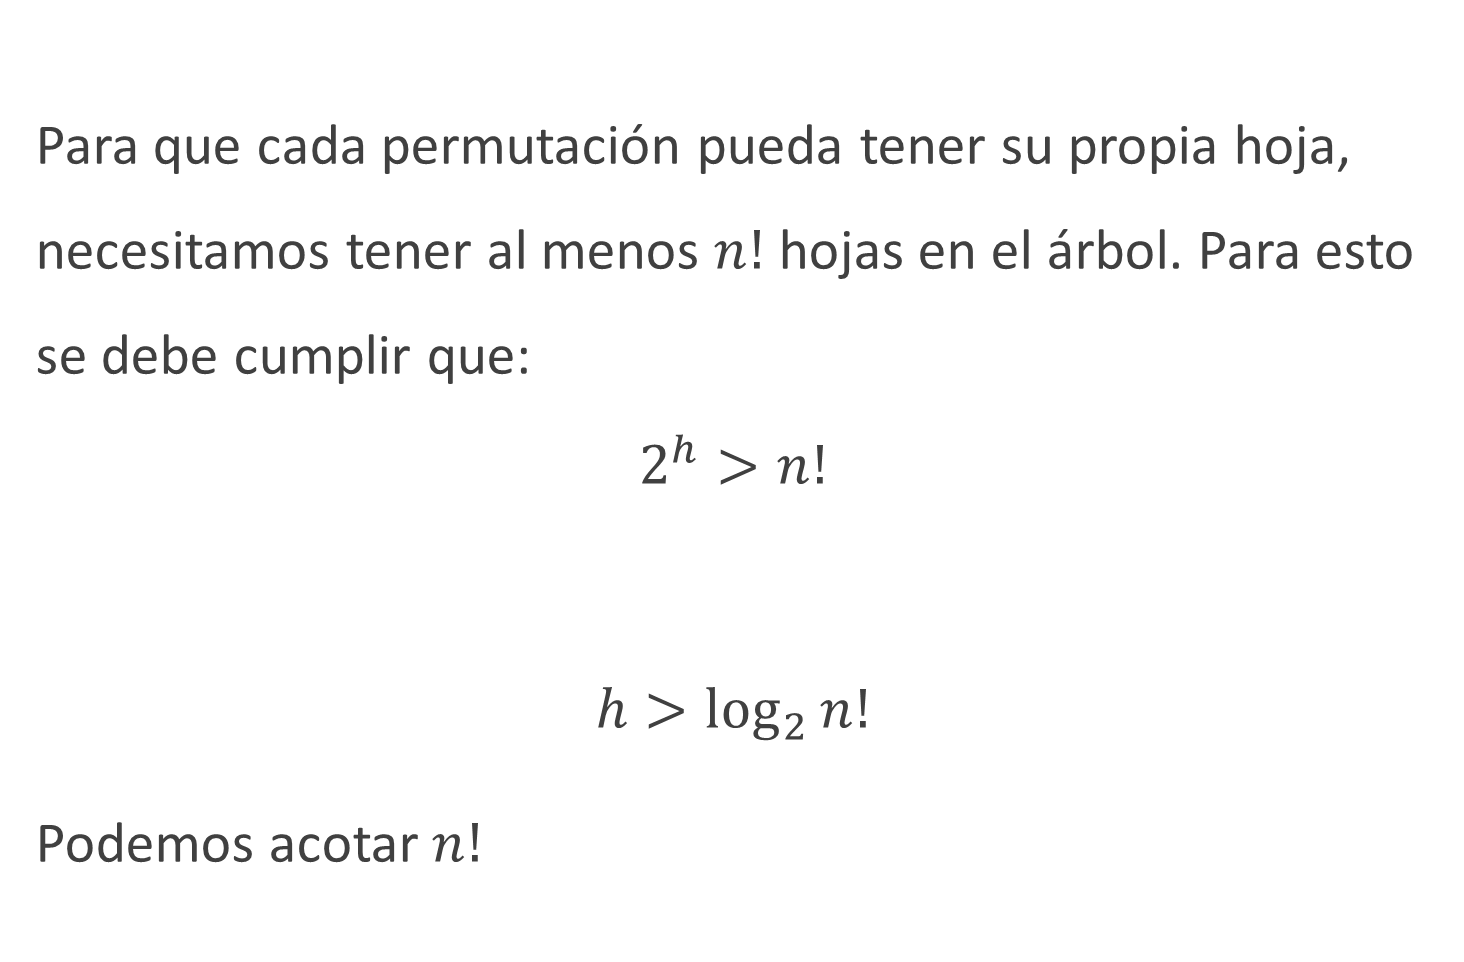 Para que cada permutación pueda tener su propia hoja,
necesitamos tener al menos n! hojas en el árbol. Para esto
se debe cumplir que:
2^h > n!
h > log₂ n!
Podemos acotar n!